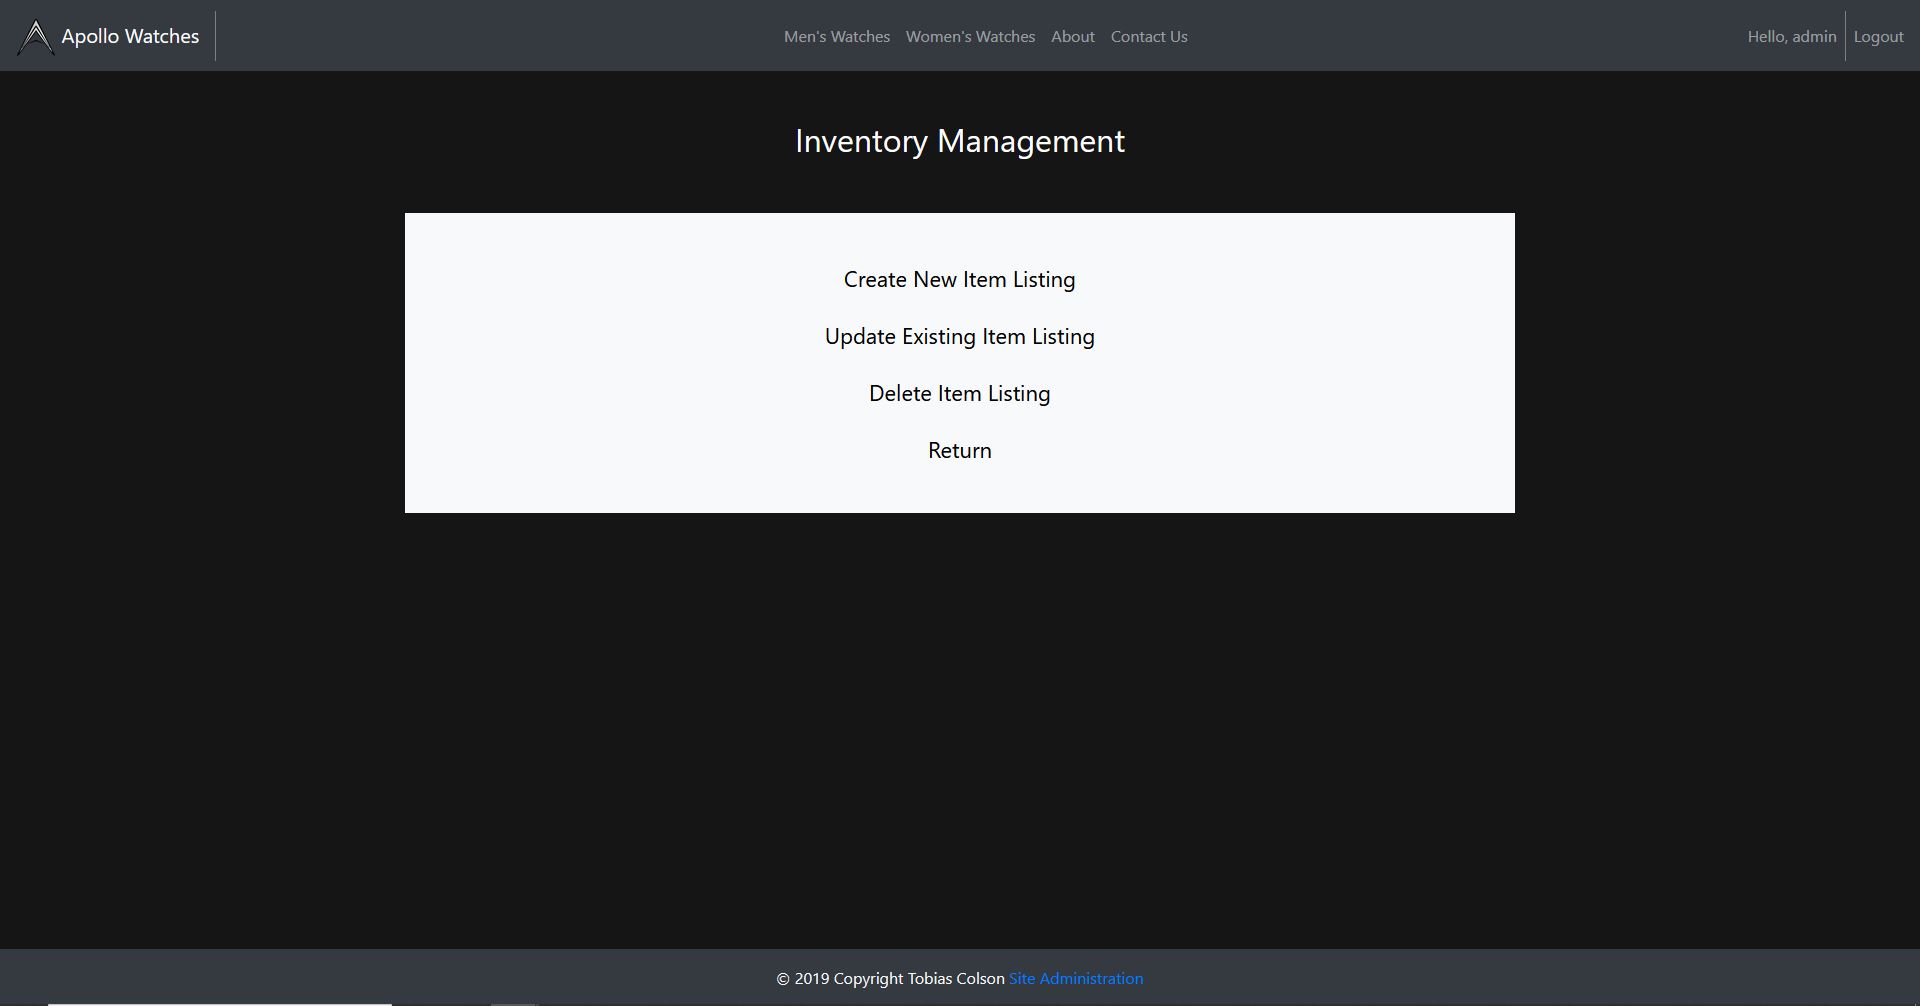 Apollo Watches
Men's Watches Women's Watches About Contact Us
Hello, admin Logout
Inventory Management
Create New Item Listing
Update Existing Item Listing
Delete Item Listing
Return
© 2019 Copyright Tobias Colson Site Administration